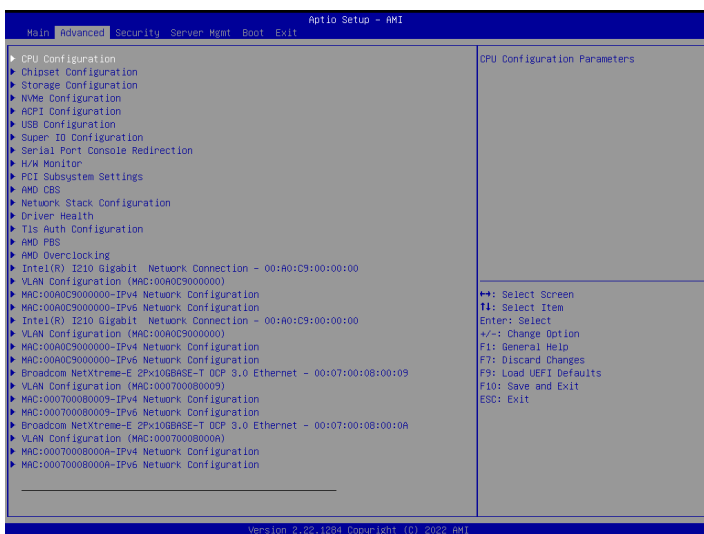 Aptio Setup – AMI
Main Advanced Security Server Mgmt Boot Exit
CPU Configuration
Chipset Configuration
Storage Configuration
NVMe Configuration
ACPI Configuration
USB Configuration
Super IO Configuration
Serial Port Console Redirection
H/W Monitor
PCI Subsystem Settings
AMD CBS
Network Stack Configuration
Driver Health
Tls Auth Configuration
AMD PBS
AMD Overclocking
Intel(R) I210 Gigabit  Network Connection – 00:A0:C9:00:00:00
VLAN Configuration (MAC:00A0C9000000)
MAC:00A0C9000000-IPv4 Network Configuration
MAC:00A0C9000000-IPv6 Network Configuration
Intel(R) I210 Gigabit  Network Connection – 00:A0:C9:00:00:00
VLAN Configuration (MAC:00A0C9000000)
MAC:00A0C9000000-IPv4 Network Configuration
MAC:00A0C9000000-IPv6 Network Configuration
Broadcom NetXtreme-E 2Px10GBASE-T OCP 3.0 Ethernet – 00:07:00:08:00:09
VLAN Configuration (MAC:000700080009)
MAC:000700080009-IPv4 Network Configuration
MAC:000700080009-IPv6 Network Configuration
Broadcom NetXtreme-E 2Px10GBASE-T OCP 3.0 Ethernet – 00:07:00:08:00:0A
VLAN Configuration (MAC:00070008000A)
MAC:00070008000A-IPv4 Network Configuration
MAC:00070008000A-IPv6 Network Configuration
CPU Configuration Parameters
↔: Select Screen
↑↓: Select Item
Enter: Select
+/-: Change Option
F1: General Help
F7: Discard Changes
F9: Load UEFI Defaults
F10: Save and Exit
ESC: Exit
Version 2.22.1284 Copyright (C) 2022 AMI